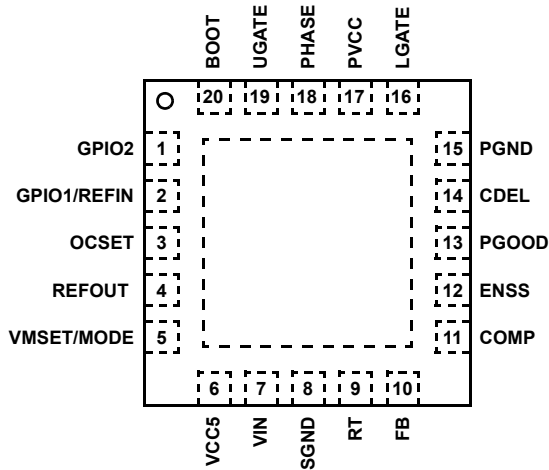 BOOT UGATE PHASE PVCC LGATE
20 19 18 17 16
GPIO2 1 15 PGND
GPIO1/REFIN 2 14 CDEL
OCSET 3 13 PGOOD
REFOUT 4 12 ENSS
VMSET/MODE 5 11 COMP
6 7 8 9 10
VCC5 VIN SGND RT FB